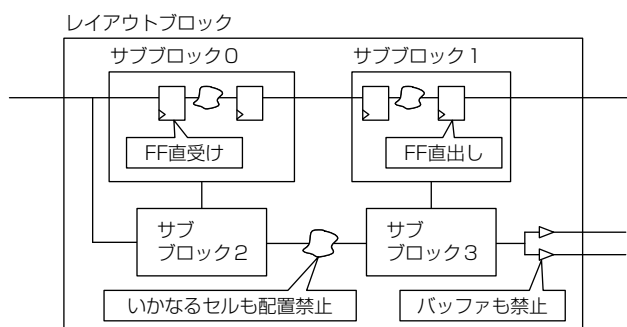 レイアウトブロック
サブブロック0
サブブロック1
FF直受け
FF直出し
サブ
ブロック2
サブ
ブロック3
いかなるセルも配置禁止
バッファも禁止